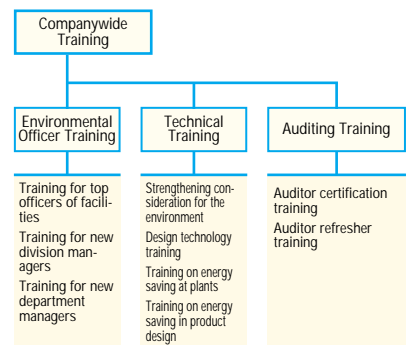 Companywide
Training
Environmental
Officer Training
Technical
Training
Auditing Training
Training for top
officers of facili-
ties
Training for new
division man-
agers
Training for new
department
managers
Strengthening con-
sideration for the
environment
Design technology
training
Training on energy
saving at plants
Training on energy
saving in product
design
Auditor certification
training
Auditor refresher
training